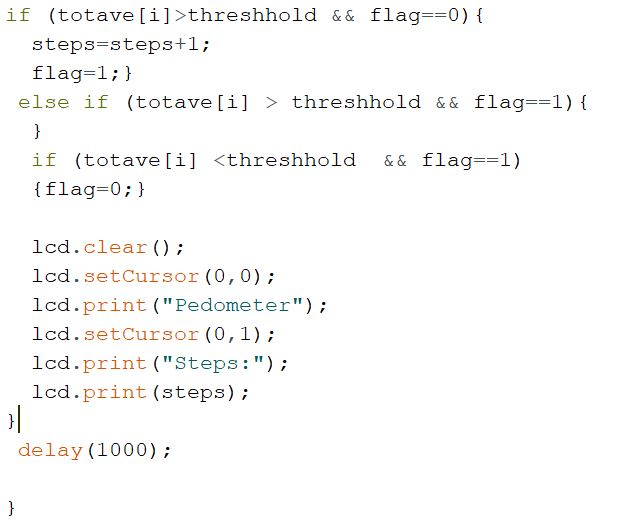 if (totave[i]>threshhold && flag==0){
steps=steps+1;
flag=1;}
else if (totave[i] > threshhold && flag==1){
}
if (totave[i] <threshhold  && flag==1)
{flag=0;}
lcd.clear();
lcd.setCursor(0,0);
lcd.print("Pedometer");
lcd.setCursor(0,1);
lcd.print("Steps:");
lcd.print(steps);
}
delay(1000);
}